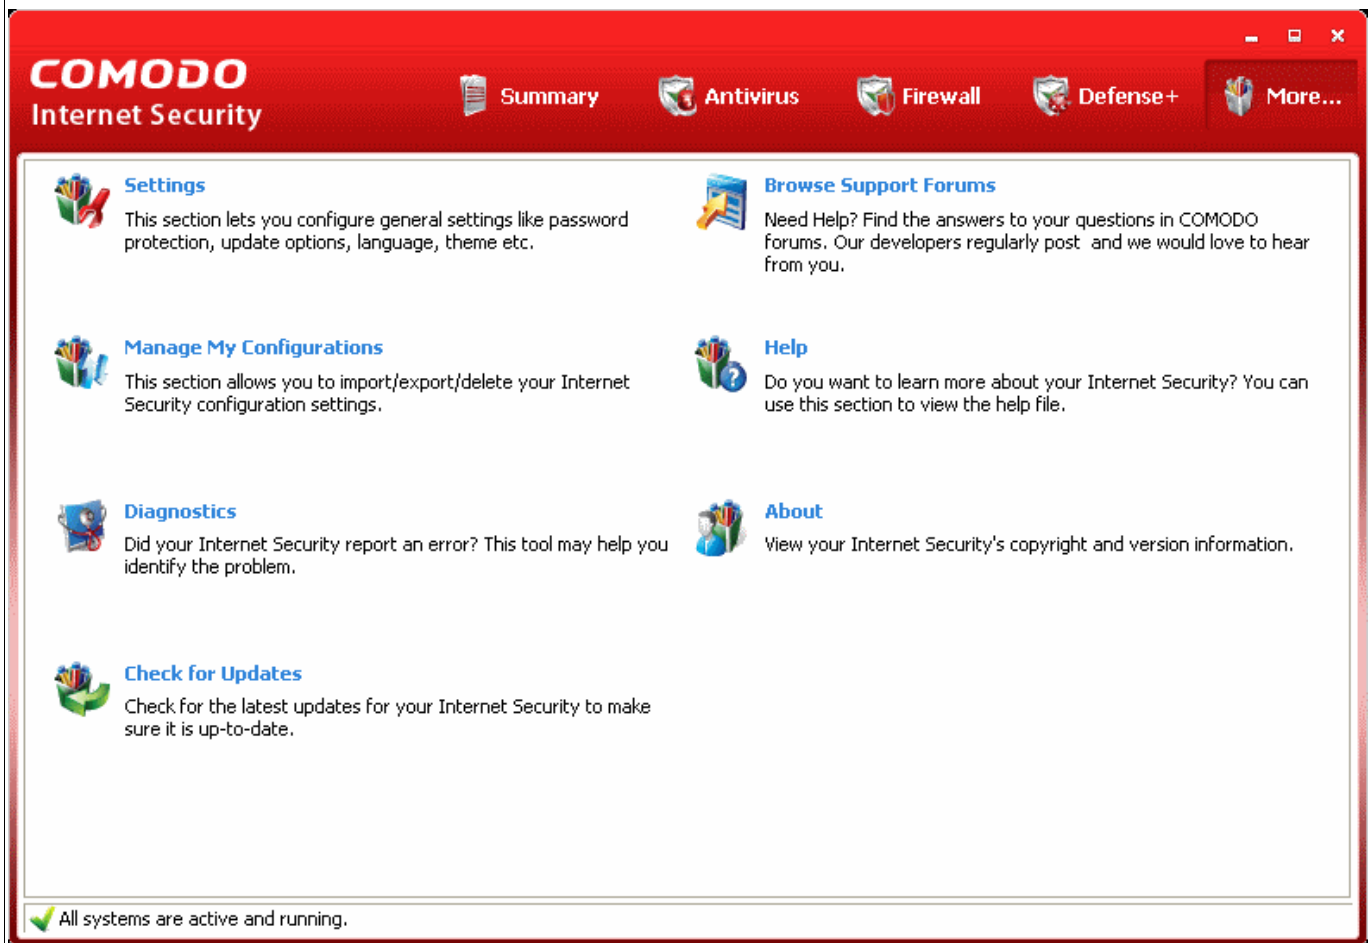 COMODO
Internet Security
Summary
Antivirus
Firewall
Defense+
More...
Settings
This section lets you configure general settings like password
protection, update options, language, theme etc.
Manage My Configurations
This section allows you to import/export/delete your Internet
Security configuration settings.
Diagnostics
Did your Internet Security report an error? This tool may help you
identify the problem.
Check for Updates
Check for the latest updates for your Internet Security to make
sure it is up-to-date.
Browse Support Forums
Need Help? Find the answers to your questions in COMODO
forums. Our developers regularly post  and we would love to hear
from you.
Help
Do you want to learn more about your Internet Security? You can
use this section to view the help file.
About
View your Internet Security's copyright and version information.
All systems are active and running.